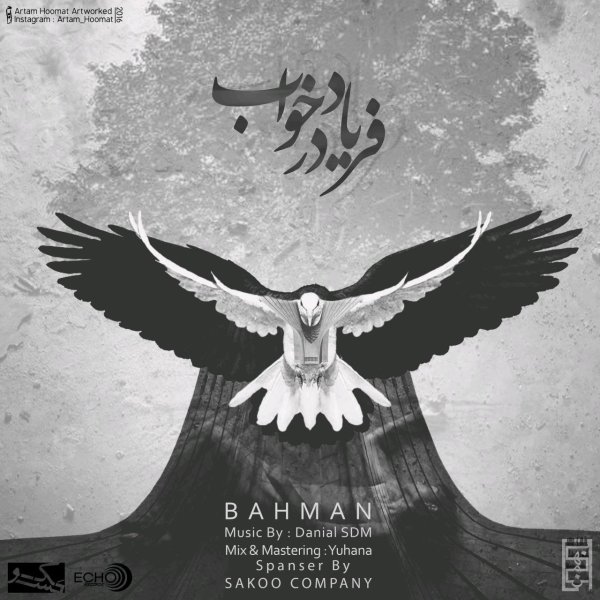 Artam Hoomat Artworked
Instagram : Artam_Hoomat
2016
فریاد در خواب
BAHMAN
Music By : Danial SDM
Mix & Mastering : Yuhana
Spanser By
SAKOO COMPANY
ECHO